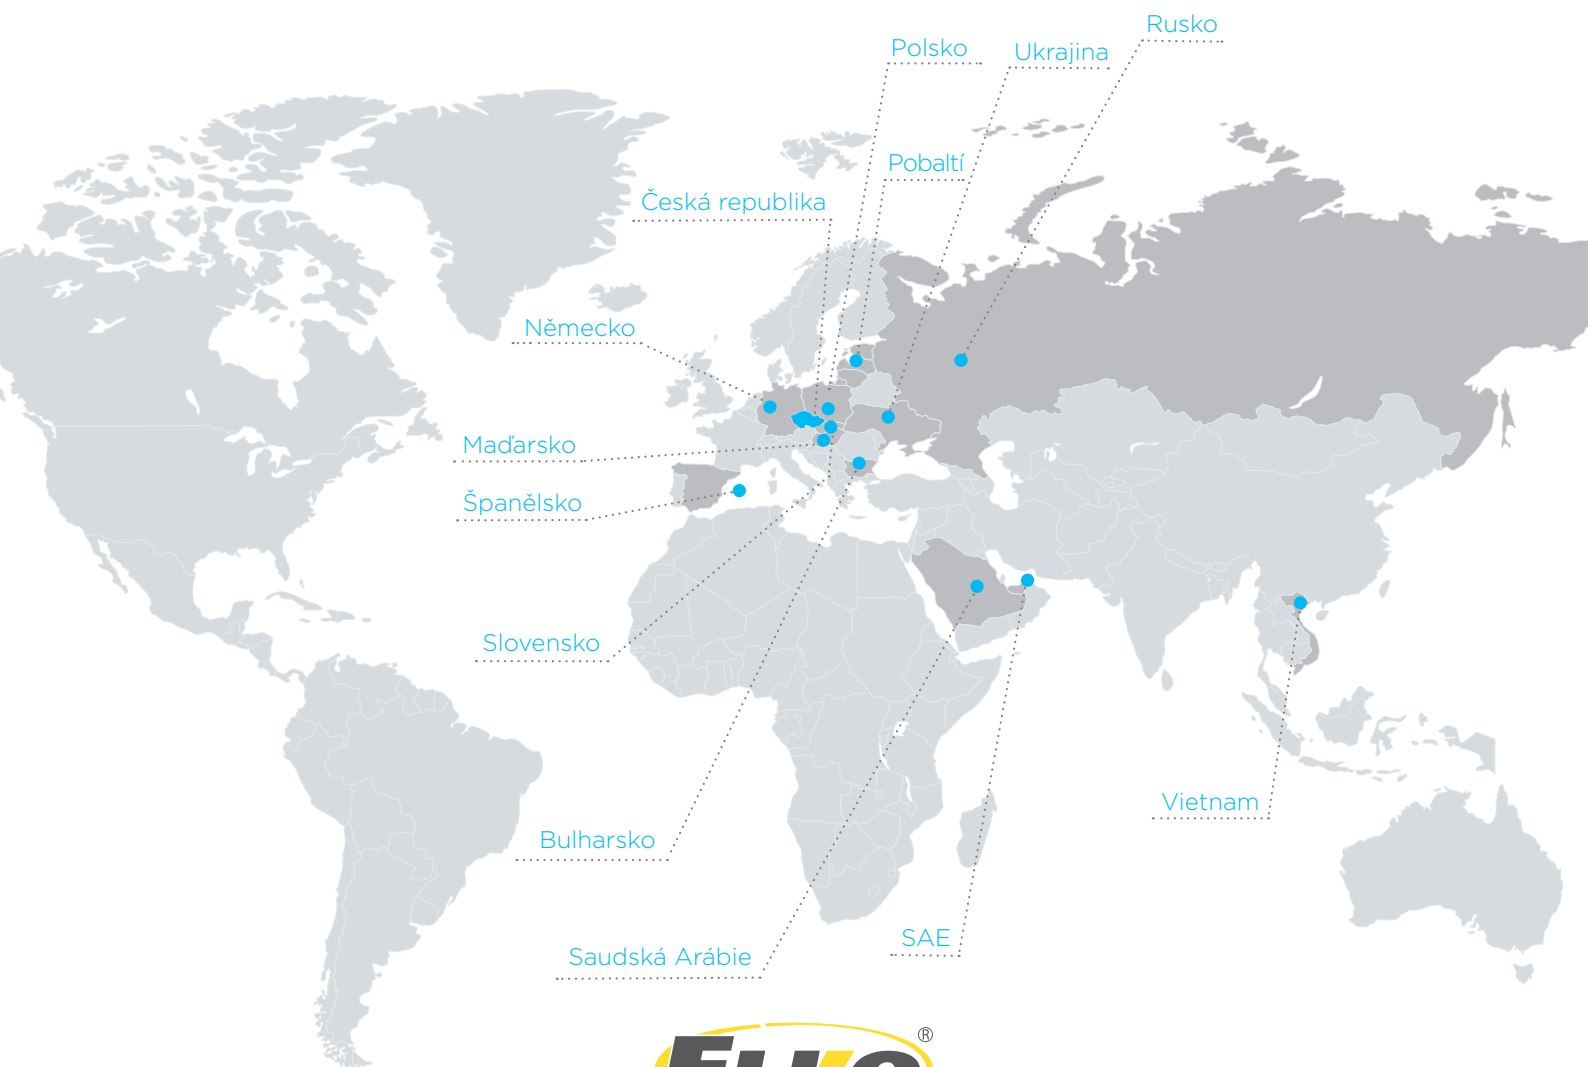 Rusko
Polsko
Ukrajina
Pobaltí
Česká republika
Německo
Maďarsko
Španělsko
Slovensko
Vietnam
Bulharsko
SAE
Saudská Arábie
®